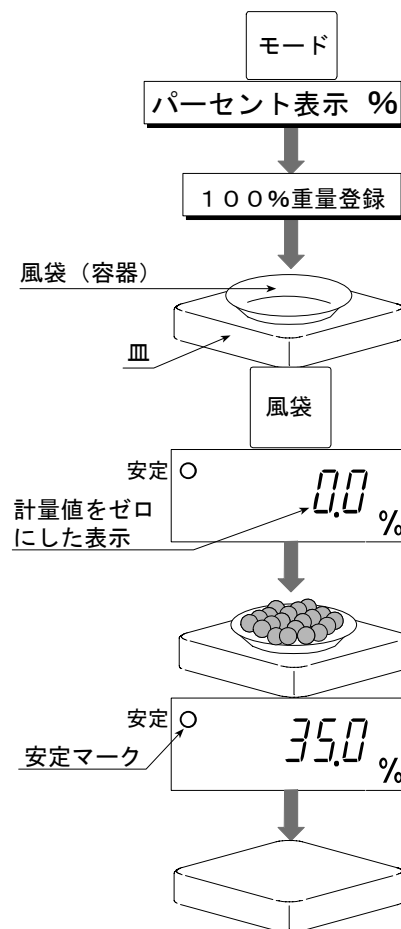 モード
パーセント表示 %
１００%重量登録
風袋（容器）
皿
風袋
安定
0.0 %
計量値をゼロ
にした表示
安定
35.0 %
安定マーク